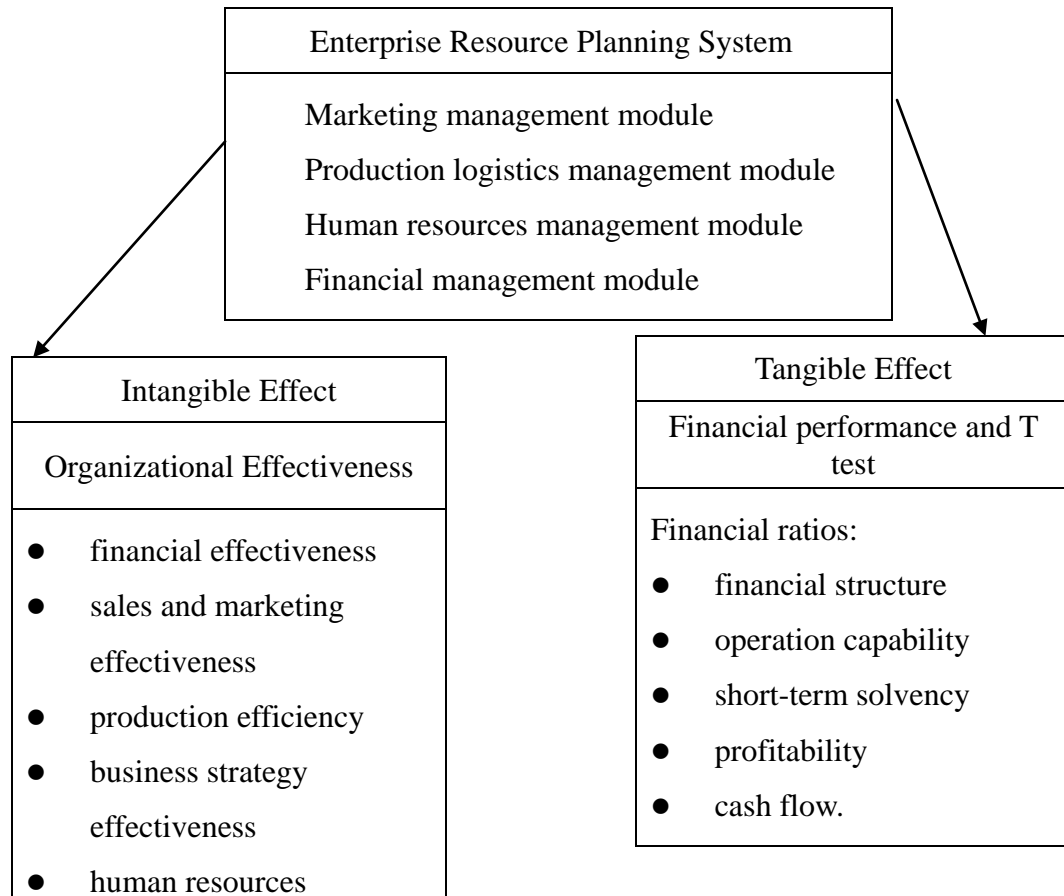 Enterprise Resource Planning System
Marketing management module
Production logistics management module
Human resources management module
Financial management module
Intangible Effect
Organizational Effectiveness
● financial effectiveness
● sales and marketing
effectiveness
● production efficiency
● business strategy
effectiveness
● human resources
Tangible Effect
Financial performance and T
test
Financial ratios:
● financial structure
● operation capability
● short-term solvency
● profitability
● cash flow.